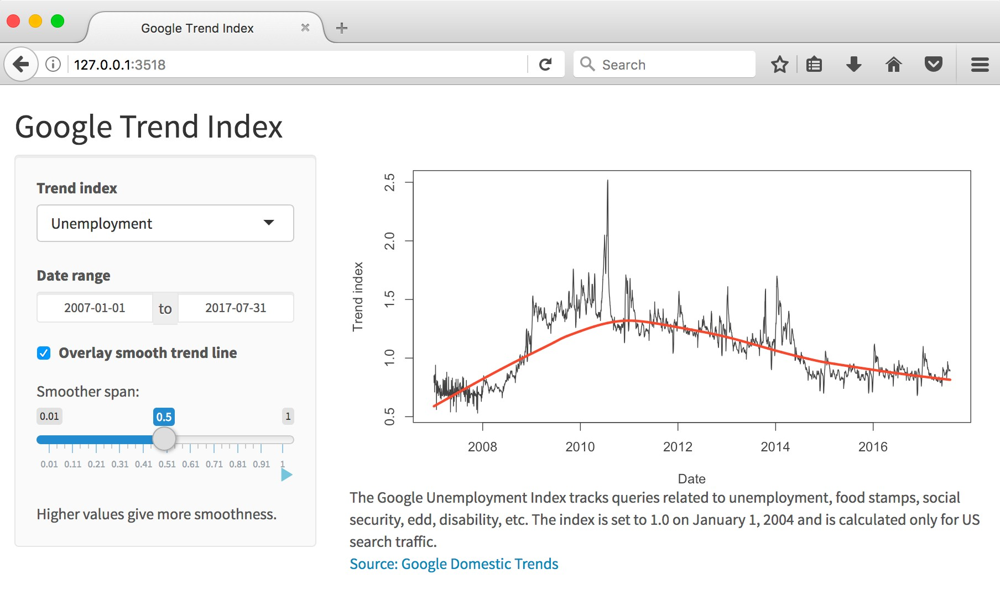 Google Trend Index
127.0.0.1:3518
Search
Google Trend Index
Trend index
Unemployment
Date range
2007-01-01 to 2017-07-31
Overlay smooth trend line
Smoother span:
0.01 0.5 1
0.01 0.11 0.21 0.31 0.41 0.51 0.61 0.71 0.81 0.91 1
Higher values give more smoothness.
2.5
2.0
1.5
1.0
0.5
Trend index
2008 2010 2012 2014 2016
Date
The Google Unemployment Index tracks queries related to unemployment, food stamps, social
security, edd, disability, etc. The index is set to 1.0 on January 1, 2004 and is calculated only for US
search traffic.
Source: Google Domestic Trends